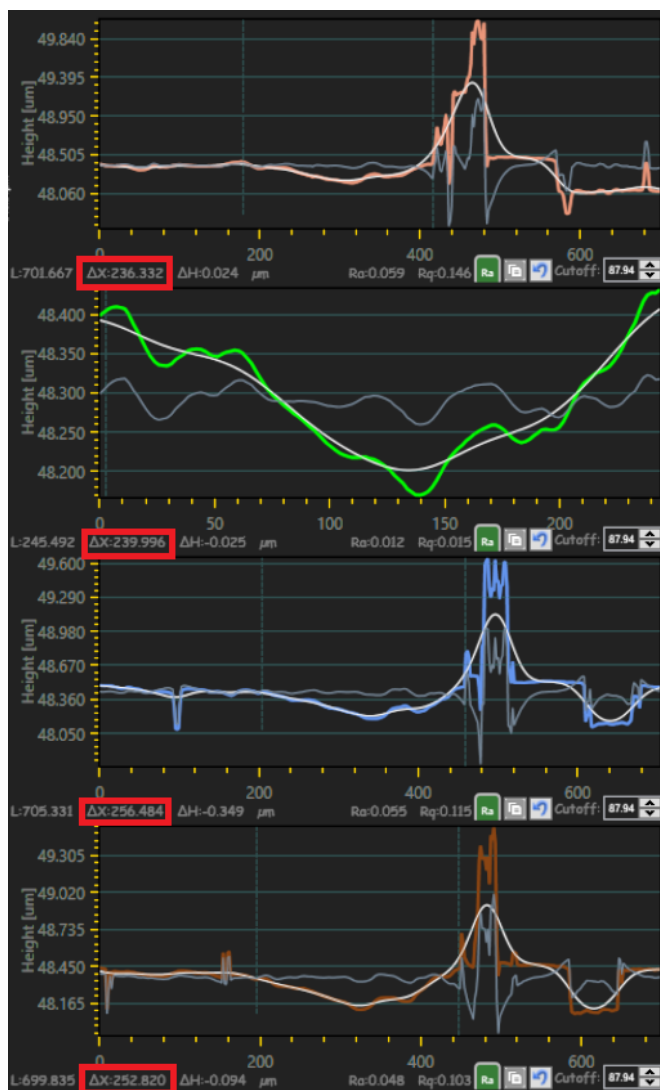 49.840
49.395
48.950
48.505
48.060
Height [um]
0 200 400 600
L:701.667 ΔX:236.332 ΔH:0.024 μm Ra:0.059 Rq:0.146 Ra Cutoff: 87.94
48.400
48.350
48.300
48.250
48.200
Height [um]
0 50 100 150 200
L:245.492 ΔX:239.996 ΔH:-0.025 μm Ra:0.012 Rq:0.015 Ra Cutoff: 87.94
49.600
49.290
48.980
48.670
48.360
48.050
Height [um]
0 200 400 600
L:705.331 ΔX:256.484 ΔH:-0.349 μm Ra:0.055 Rq:0.115 Ra Cutoff: 87.94
49.305
49.020
48.735
48.450
48.165
Height [um]
0 200 400 600
L:699.835 ΔX:252.820 ΔH:-0.094 μm Ra:0.048 Rq:0.103 Ra Cutoff: 87.94